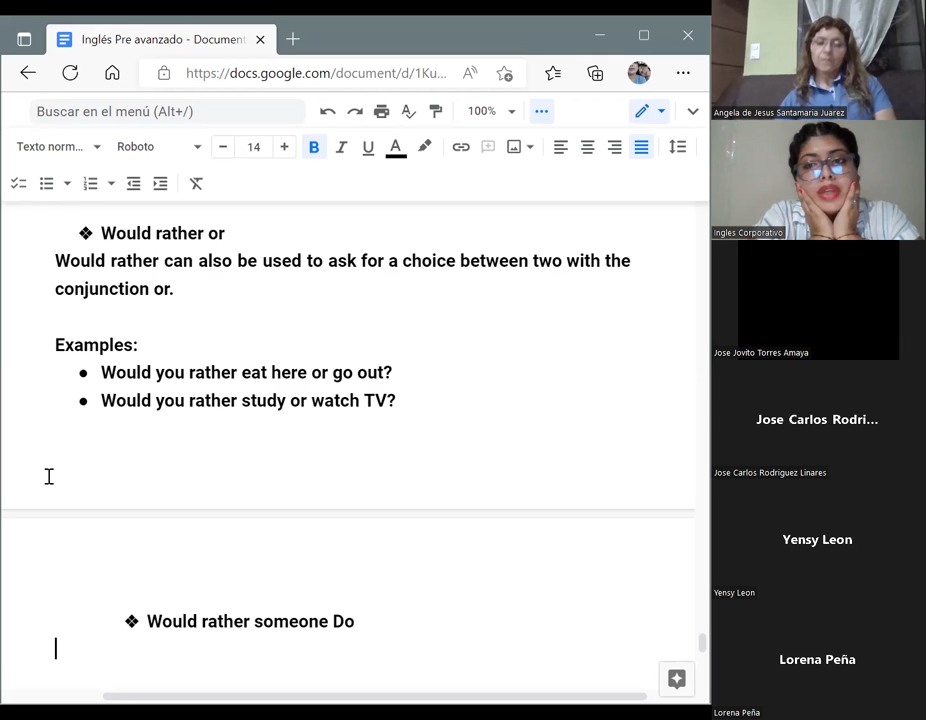 Inglés Pre avanzado - Document
https://docs.google.com/document/d/1Ku...
Buscar en el menú (Alt+/)
100%
Texto norm...
Roboto
14
Would rather or
Would rather can also be used to ask for a choice between two with the
conjunction or.
Examples:
Would you rather eat here or go out?
Would you rather study or watch TV?
Would rather someone Do
Angela de Jesus Santamaria Juarez
Ingles Corporativo
Jose Jovito Torres Amaya
Jose Carlos Rodri...
Jose Carlos Rodriguez Linares
Yensy Leon
Yensy Leon
Lorena Peña
Lorena Peña